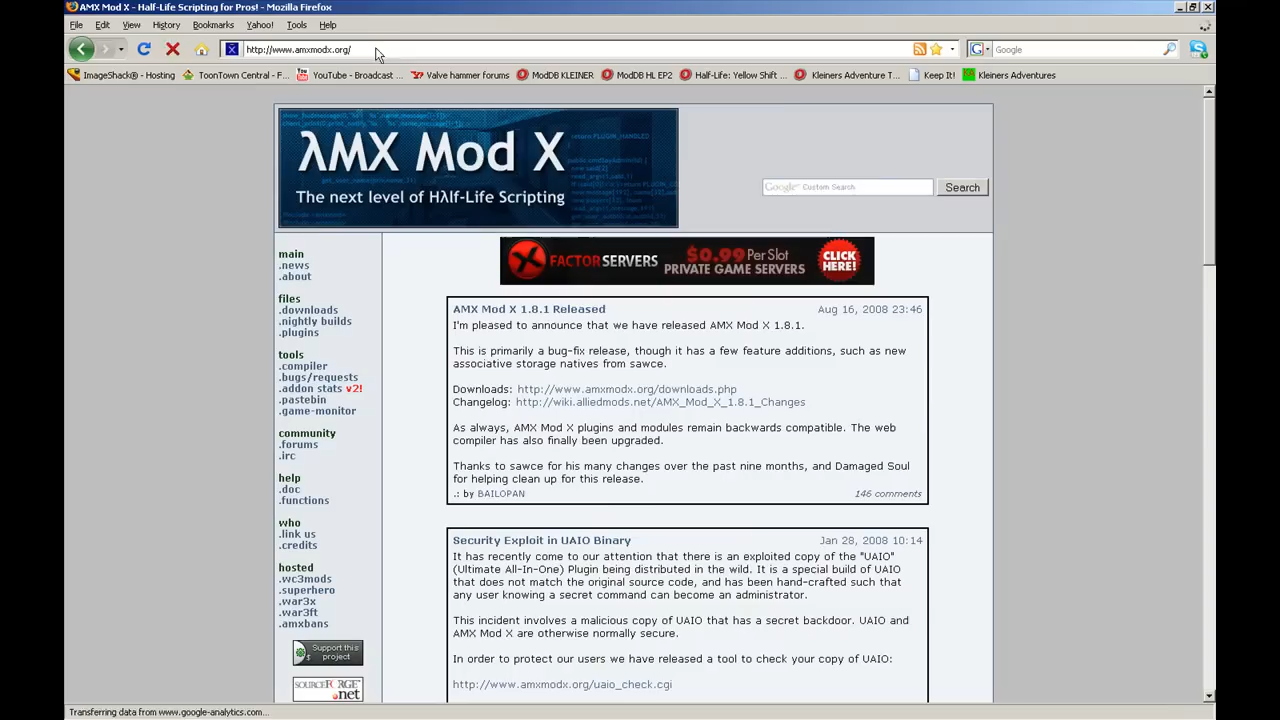 AMX Mod X - Half-Life Scripting for Pros! - Mozilla Firefox
File Edit View History Bookmarks Yahoo! Tools Help
http://www.amxmodx.org/
Google
ImageShack® - Hosting ToonTown Central - F... YouTube - Broadcast ... Valve hammer forums ModDB KLEINER ModDB HL EP2 Half-Life: Yellow Shift ... Kleiners Adventure T... Keep It! Kleiners Adventures
λMX Mod X
The next level of Hλlf-Life Scripting
Google Custom Search
Search
main
.news
.about
files
.downloads
.nightly builds
.plugins
tools
.compiler
.bugs/requests
.addon stats v2!
.pastebin
.game-monitor
community
.forums
.irc
help
.doc
.functions
who
.link us
.credits
hosted
.wc3mods
.superhero
.war3x
.war3ft
.amxbans
Support this
project
SOURCEFORGE
.net
X FACTORSERVERS $0.99 Per Slot
PRIVATE GAME SERVERS
CLICK
HERE!
AMX Mod X 1.8.1 Released Aug 16, 2008 23:46
I'm pleased to announce that we have released AMX Mod X 1.8.1.
This is primarily a bug-fix release, though it has a few feature additions, such as new
associative storage natives from sawce.
Downloads: http://www.amxmodx.org/downloads.php
Changelog: http://wiki.alliedmods.net/AMX_Mod_X_1.8.1_Changes
As always, AMX Mod X plugins and modules remain backwards compatible. The web
compiler has also finally been upgraded.
Thanks to sawce for his many changes over the past nine months, and Damaged Soul
for helping clean up for this release.
.: by BAILOPAN 146 comments
Security Exploit in UAIO Binary Jan 28, 2008 10:14
It has recently come to our attention that there is an exploited copy of the "UAIO"
(Ultimate All-In-One) Plugin being distributed in the wild. It is a special build of UAIO
that does not match the original source code, and has been hand-crafted such that
any user knowing a secret command can become an administrator.
This incident involves a malicious copy of UAIO that has a secret backdoor. UAIO and
AMX Mod X are otherwise normally secure.
In order to protect our users we have released a tool to check your copy of UAIO:
http://www.amxmodx.org/uaio_check.cgi
Transferring data from www.google-analytics.com...